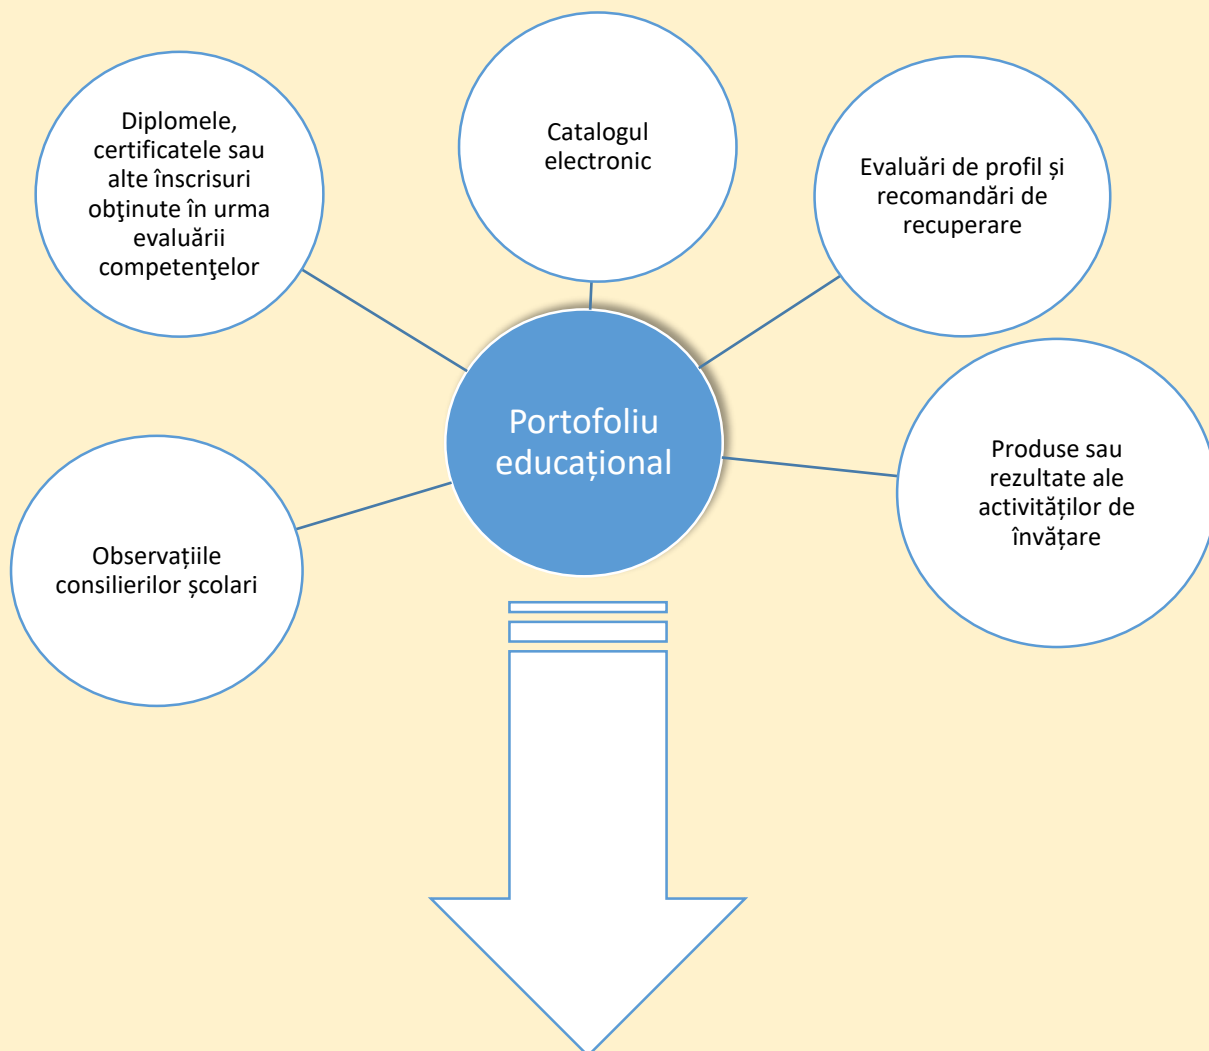 Diplomele,
certificatele sau
alte înscrisuri
obţinute în urma
evaluării
competenţelor
Catalogul
electronic
Evaluări de profil și
recomandări de
recuperare
Portofoliu
educațional
Produse sau
rezultate ale
activităților de
învățare
Observațiile
consilierilor școlari